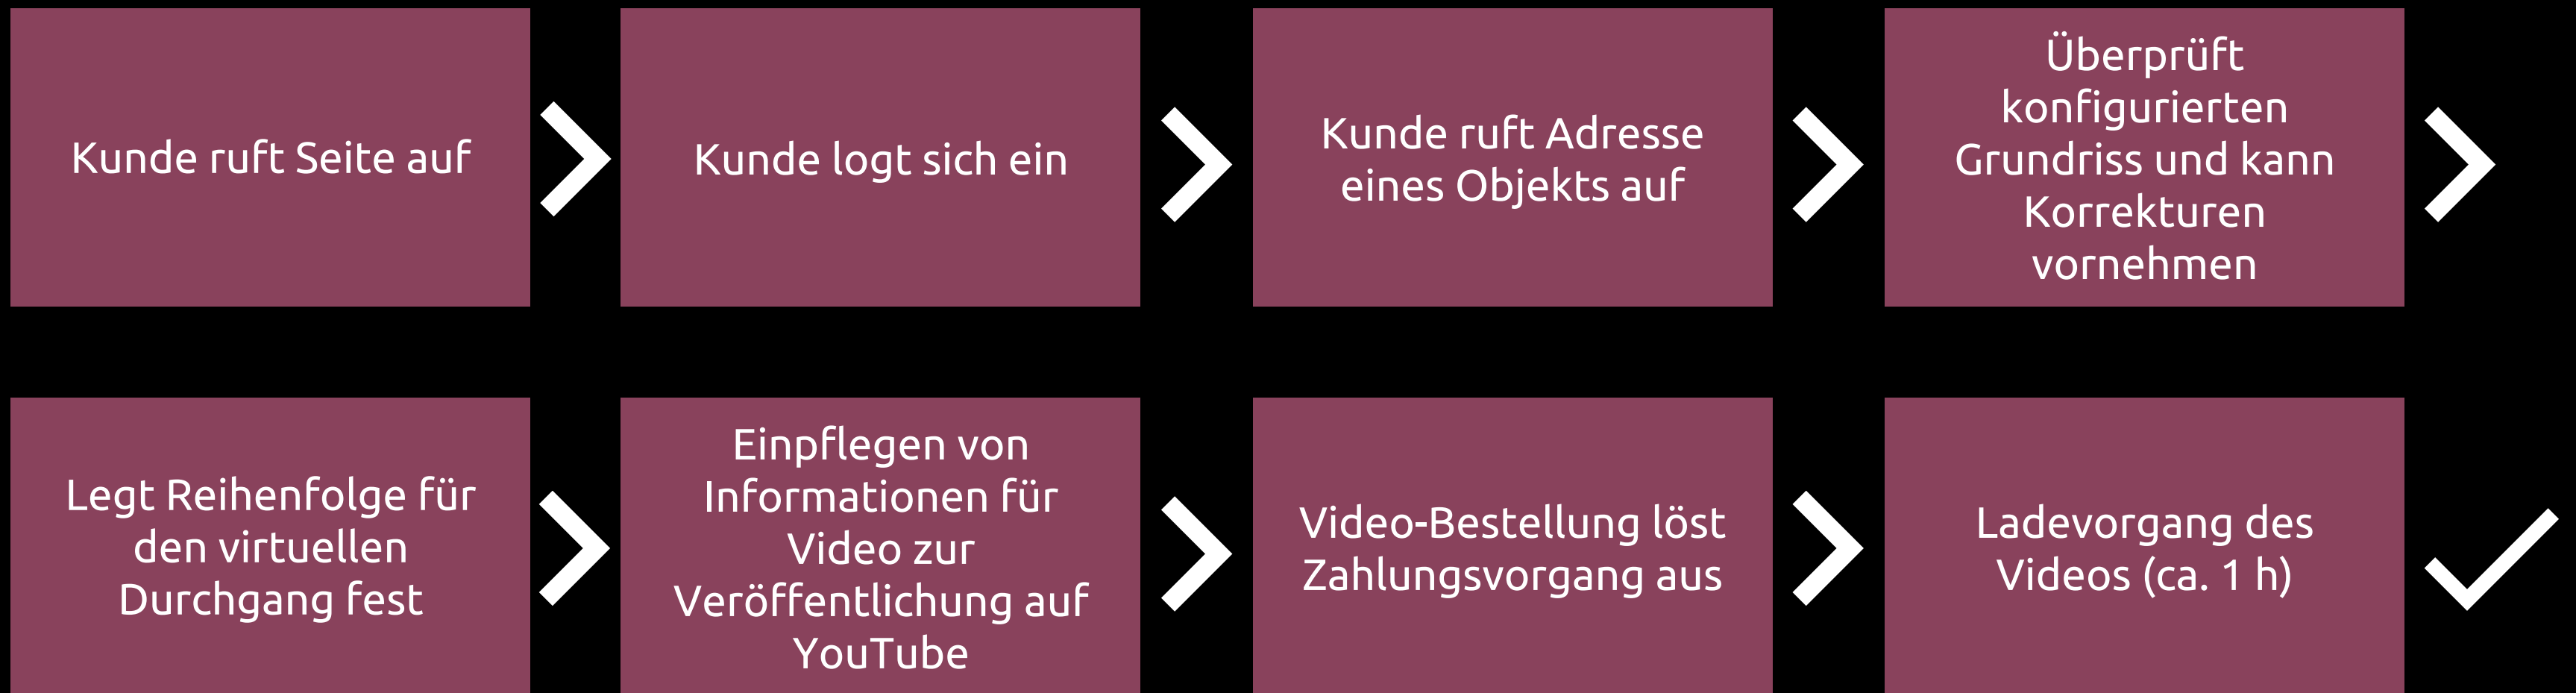 Kunde ruft Seite auf
Kunde logt sich ein
Kunde ruft Adresse
eines Objekts auf
Überprüft
konfigurierten
Grundriss und kann
Korrekturen
vornehmen
Legt Reihenfolge für
den virtuellen
Durchgang fest
Einpflegen von
Informationen für
Video zur
Veröffentlichung auf
YouTube
Video-Bestellung löst
Zahlungsvorgang aus
Ladevorgang des
Videos (ca. 1 h)